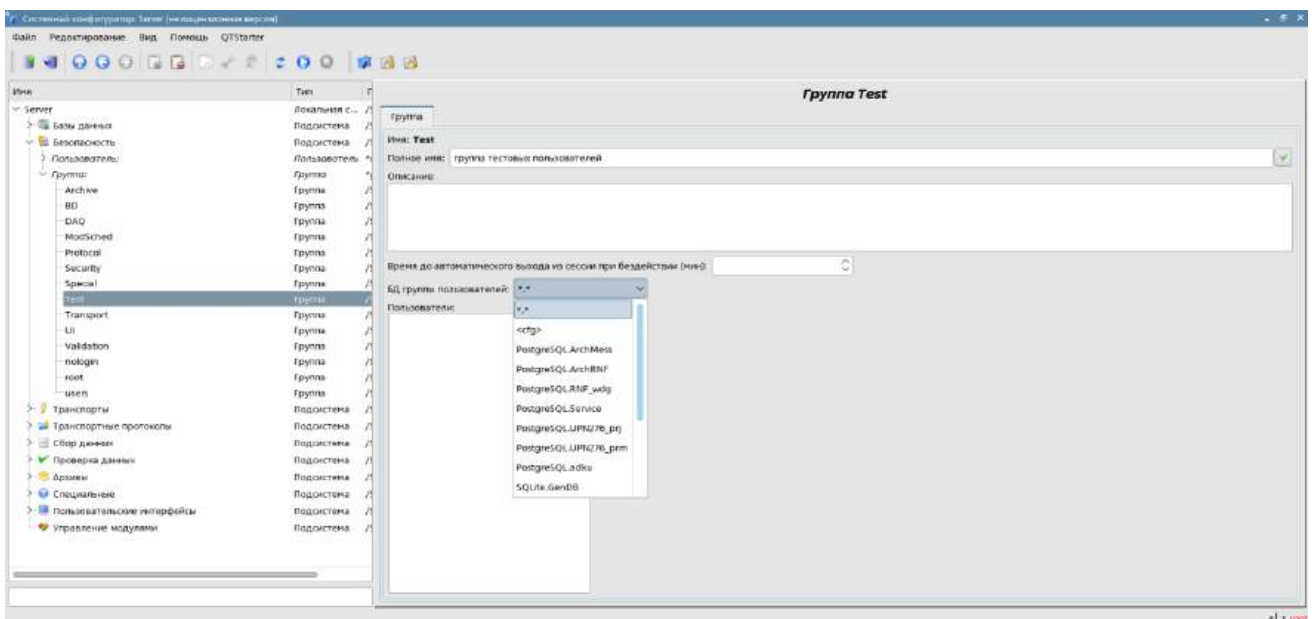 Системный конфигуратор: Server (нелицензионная версия)
Файл Редактирование Вид Помощь QTStarter
Имя Тип
Группа Test
Server Локальная с...
Базы данных Подсистема
Безопасность Подсистема
Пользователь: Пользователь
Группа: Группа
Archive Группа
BD Группа
DAQ Группа
ModSched Группа
Protocol Группа
Security Группа
Special Группа
Test Группа
Transport Группа
UI Группа
Validation Группа
nologin Группа
root Группа
users Группа
Транспорты Подсистема
Транспортные протоколы Подсистема
Сбор данных Подсистема
Проверка данных Подсистема
Архивы Подсистема
Специальные Подсистема
Пользовательские интерфейсы Подсистема
Управление модулями Подсистема
Группа
Имя: Test
Полное имя: группа тестовых пользователей
Описание:
Время до автоматического выхода из сессии при бездействии (мин):
БД группы пользователей: *.*
Пользователи:
*.*
<cfg>
PostgreSQL.ArchMess
PostgreSQL.ArchRNF
PostgreSQL.RNF_wdg
PostgreSQL.Service
PostgreSQL.UPN276_prj
PostgreSQL.UPN276_prm
PostgreSQL.adku
SQLite.GenDB
root